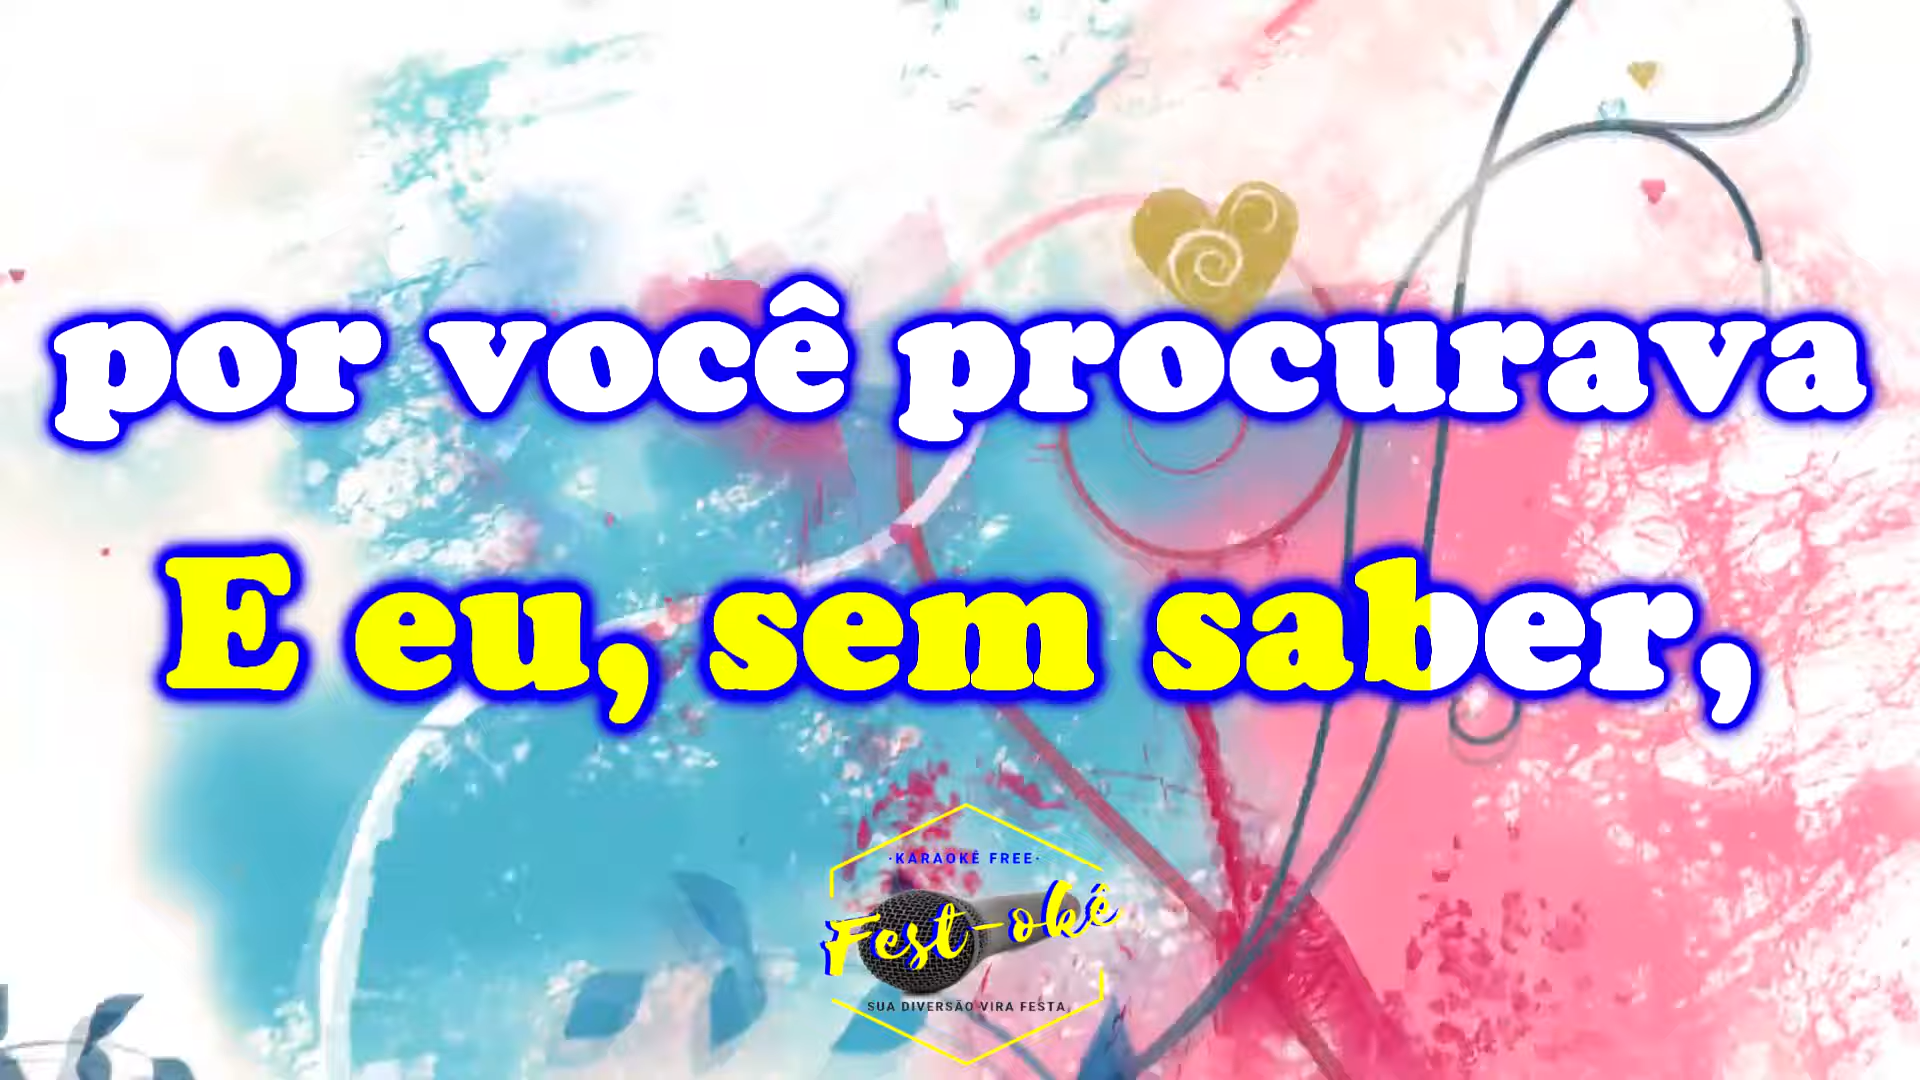 por você procurava
E eu, sem saber,
·KARAOKÊ FREE·
Fest-okê
SUA DIVERSÃO VIRA FESTA,